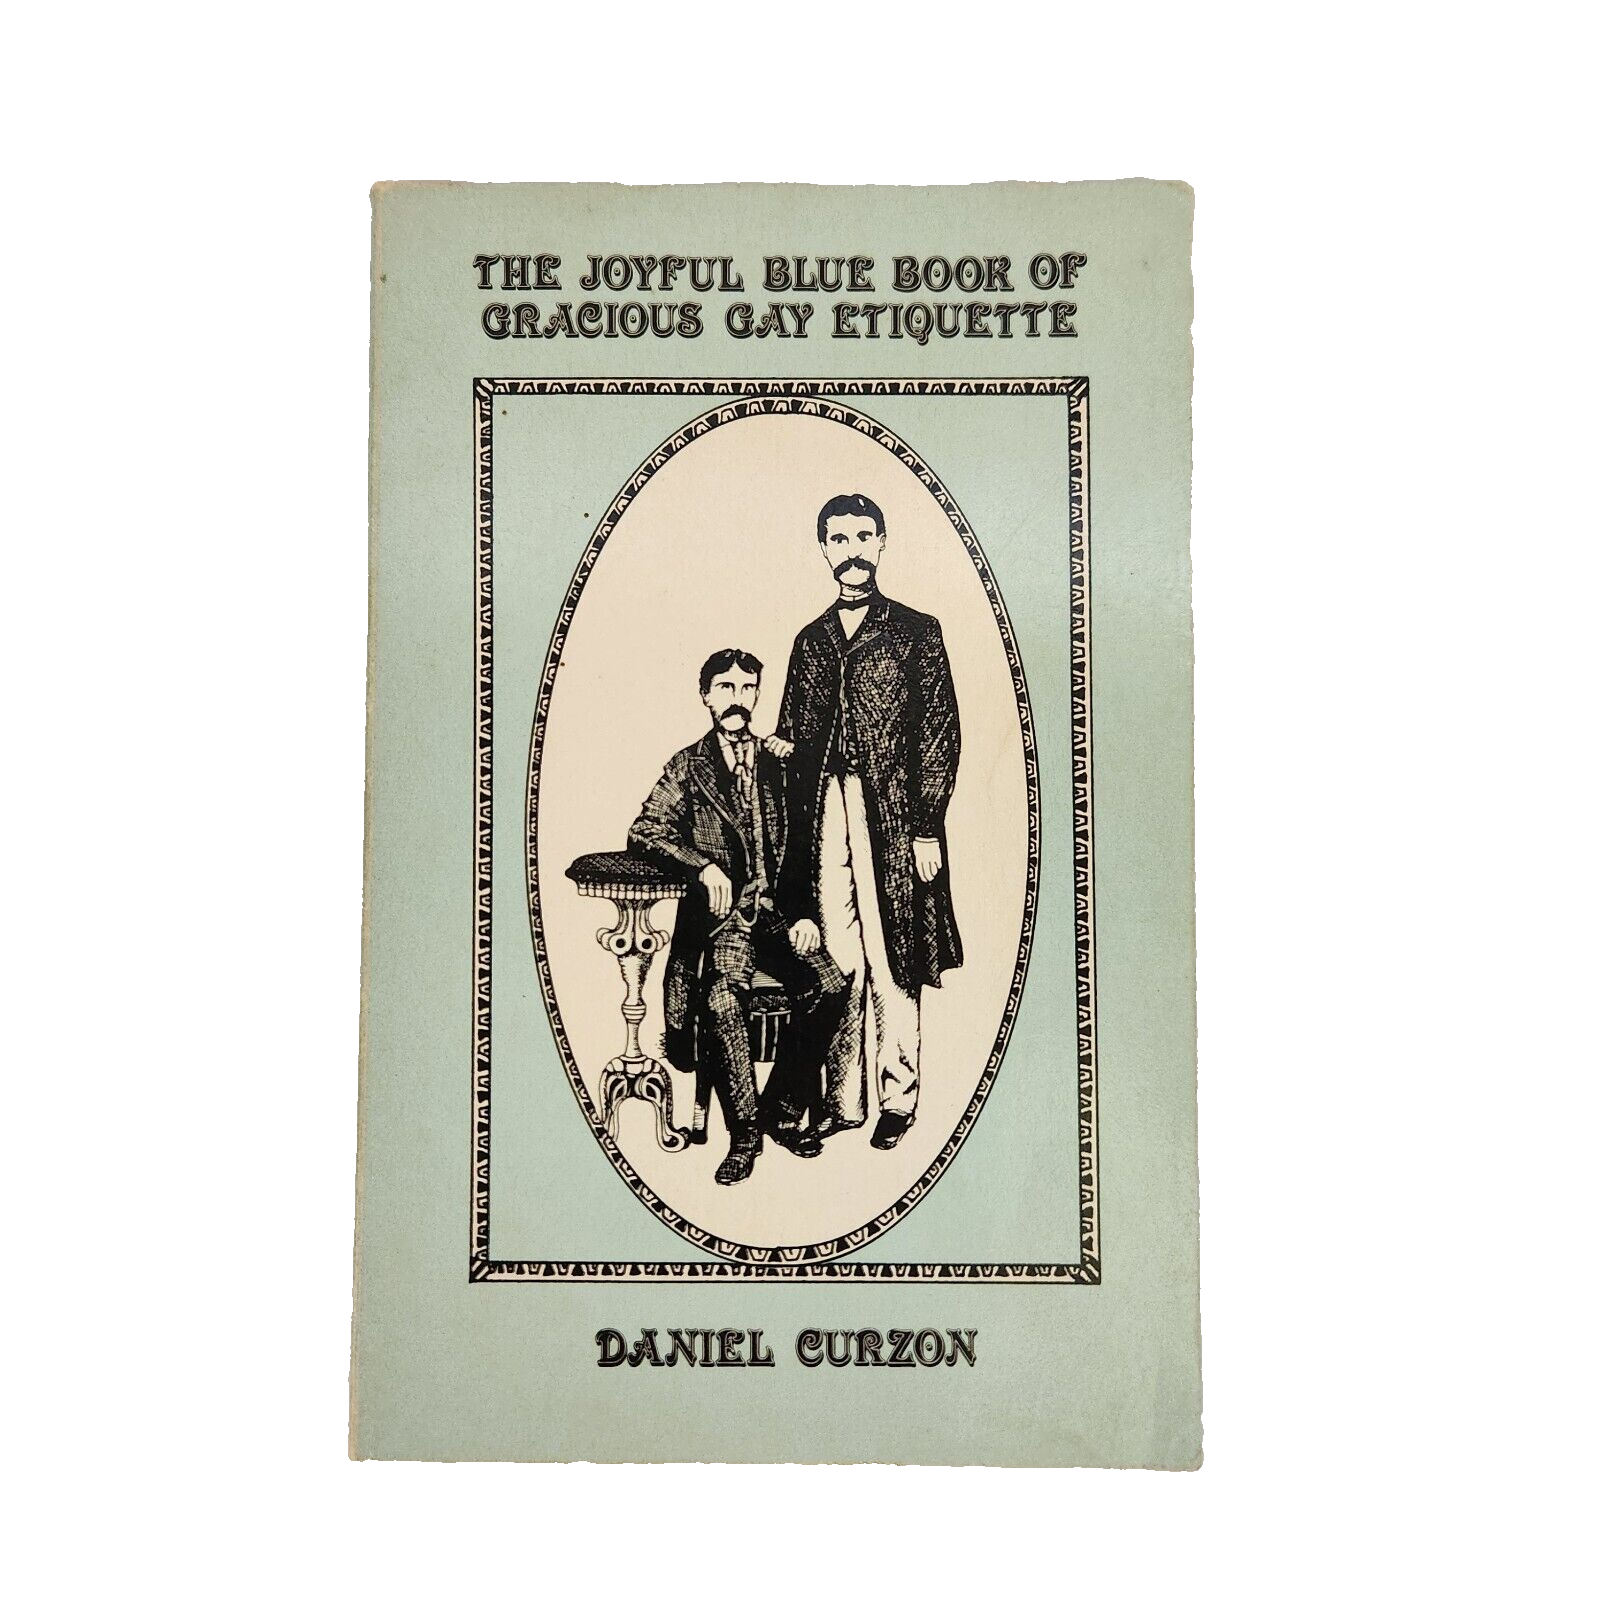 THE JOYFUL BLUE BOOK OF
GRACIOUS GAY ETIQUETTE
DANIEL CURZON